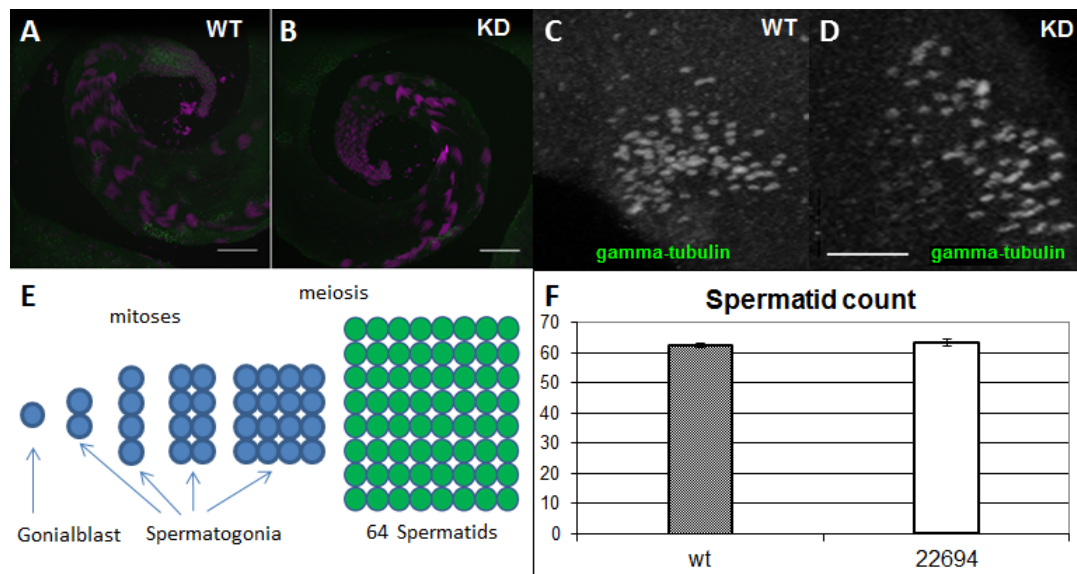 A
WT
B
KD
C
WT
D
KD
gamma-tubulin
gamma-tubulin
E
mitoses
meiosis
Gonialblast
Spermatogonia
64 Spermatids
F
Spermatid count
70
60
50
40
30
20
10
0
wt
22694